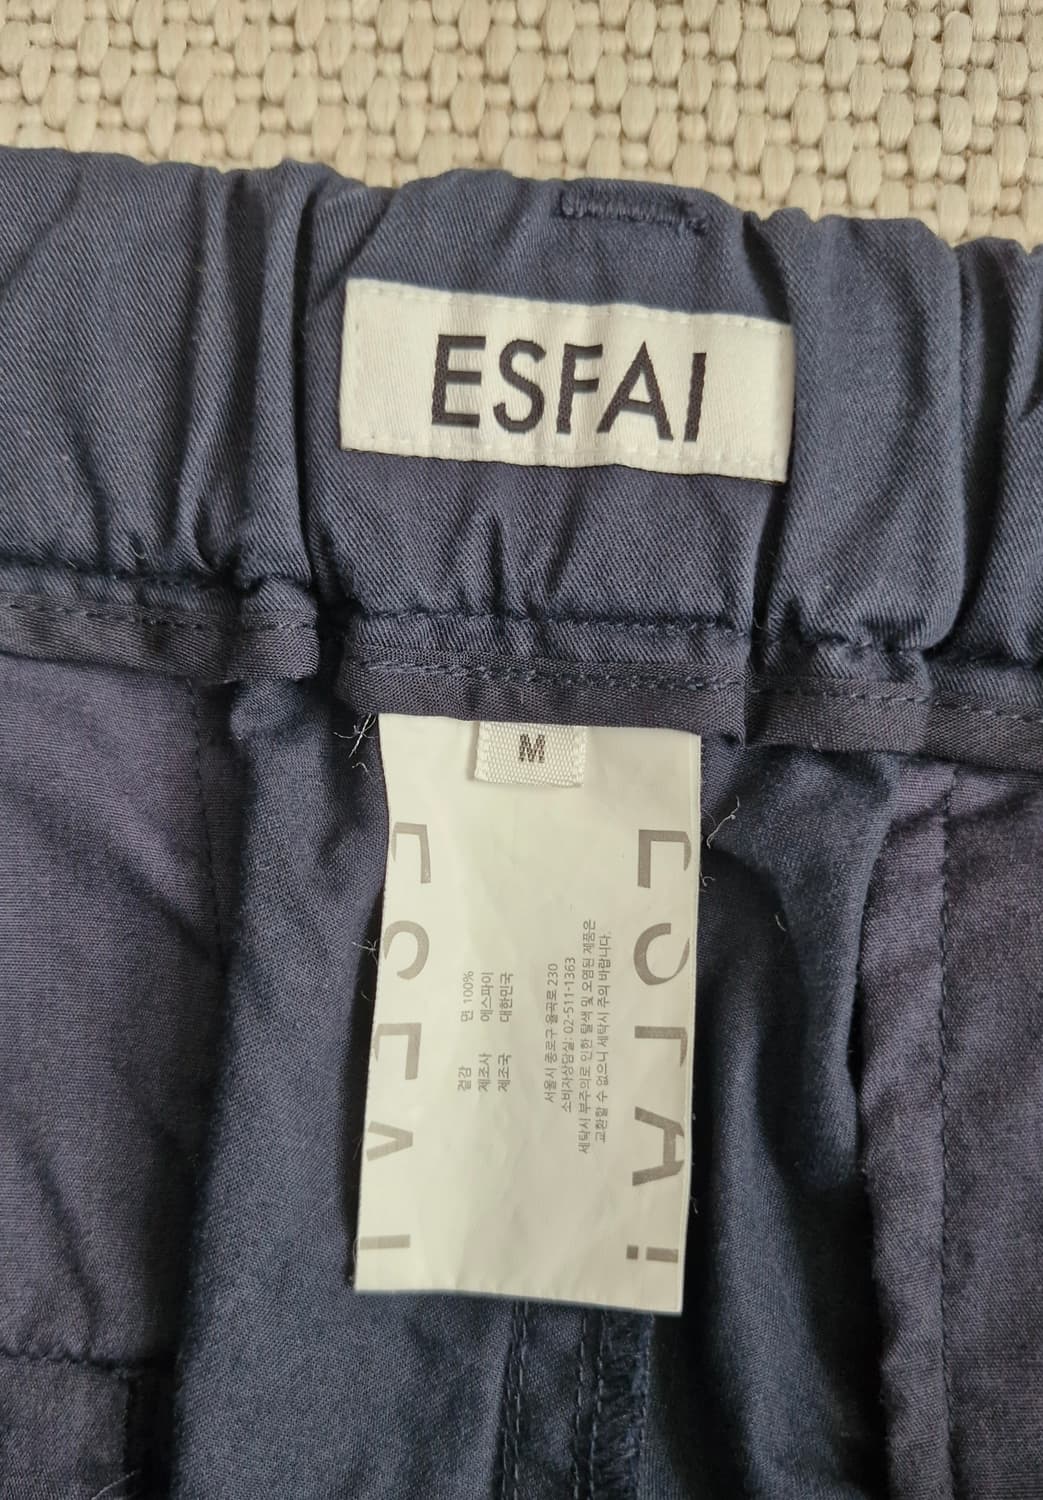 ESFAI
M
겉감 면 100%
제조사 에스파이
제조국 대한민국
서울시 종로구 율곡로 230
소비자상담실: 02-511-1363
세탁시 부주의로 인한 탈색 및 오염된 제품은
교환할 수 없으니 세탁시 주의 바랍니다.